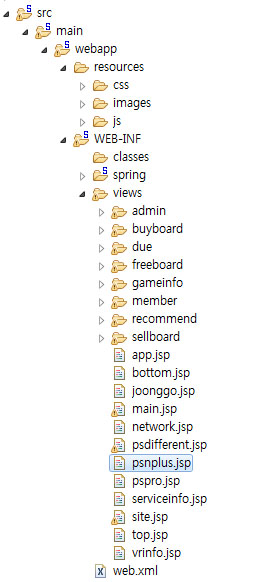 src
main
webapp
resources
css
images
js
WEB-INF
classes
spring
views
admin
buyboard
due
freeboard
gameinfo
member
recommend
sellboard
app.jsp
bottom.jsp
joonggo.jsp
main.jsp
network.jsp
psdifferent.jsp
psnplus.jsp
pspro.jsp
serviceinfo.jsp
site.jsp
top.jsp
vrinfo.jsp
web.xml